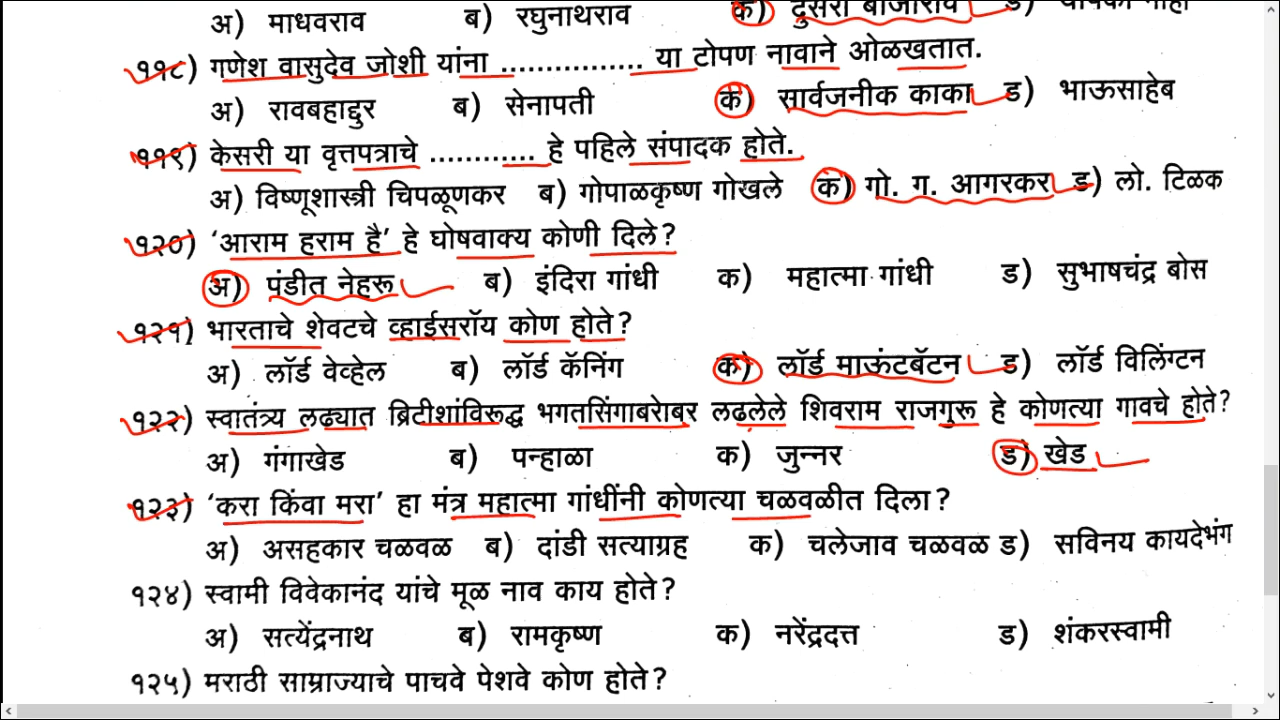 अ) माधवराव ब) रघुनाथराव क) दुसरा बाजीराव ड) यापैकी नाही
११८) गणेश वासुदेव जोशी यांना ................ या टोपण नावाने ओळखतात.
अ) रावबहाद्दुर ब) सेनापती क) सार्वजनीक काका ड) भाऊसाहेब
११९) केसरी या वृत्तपत्राचे ............ हे पहिले संपादक होते.
अ) विष्णूशास्त्री चिपळूणकर ब) गोपाळकृष्ण गोखले क) गो. ग. आगरकर ड) लो. टिळक
१२०) ‘आराम हराम है’ हे घोषवाक्य कोणी दिले?
अ) पंडीत नेहरू ब) इंदिरा गांधी क) महात्मा गांधी ड) सुभाषचंद्र बोस
१२१) भारताचे शेवटचे व्हाईसरॉय कोण होते?
अ) लॉर्ड वेव्हेल ब) लॉर्ड कॅनिंग क) लॉर्ड माऊंटबॅटन ड) लॉर्ड विलिंग्टन
१२२) स्वातंत्र्य लढ्यात ब्रिटीशांविरूद्ध भगतसिंगाबरोबर लढलेले शिवराम राजगुरू हे कोणत्या गावचे होते?
अ) गंगाखेड ब) पन्हाळा क) जुन्नर ड) खेड
१२३) ‘करा किंवा मरा’ हा मंत्र महात्मा गांधींनी कोणत्या चळवळीत दिला?
अ) असहकार चळवळ ब) दांडी सत्याग्रह क) चलेजाव चळवळ ड) सविनय कायदेभंग
१२४) स्वामी विवेकानंद यांचे मूळ नाव काय होते?
अ) सत्येंद्रनाथ ब) रामकृष्ण क) नरेंद्रदत्त ड) शंकरस्वामी
१२५) मराठी साम्राज्याचे पाचवे पेशवे कोण होते?